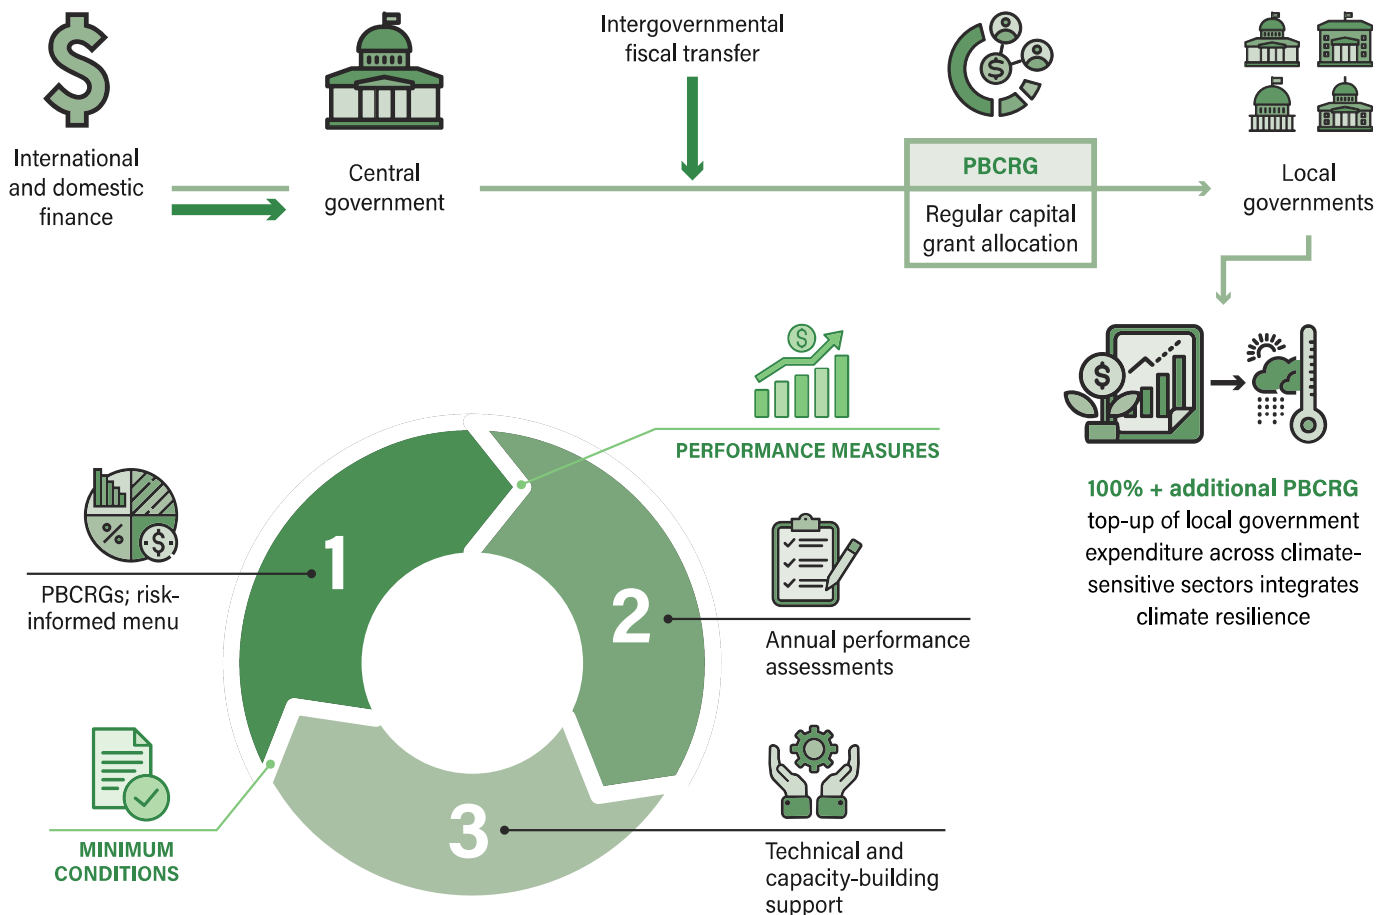 International
and domestic
finance
Central
government
Intergovernmental
fiscal transfer
PBCRG
Regular capital
grant allocation
Local
governments
100% + additional PBCRG
top-up of local government
expenditure across climate-
sensitive sectors integrates
climate resilience
PERFORMANCE MEASURES
1
PBCRGs; risk-
informed menu
2
Annual performance
assessments
3
Technical and
capacity-building
support
MINIMUM
CONDITIONS